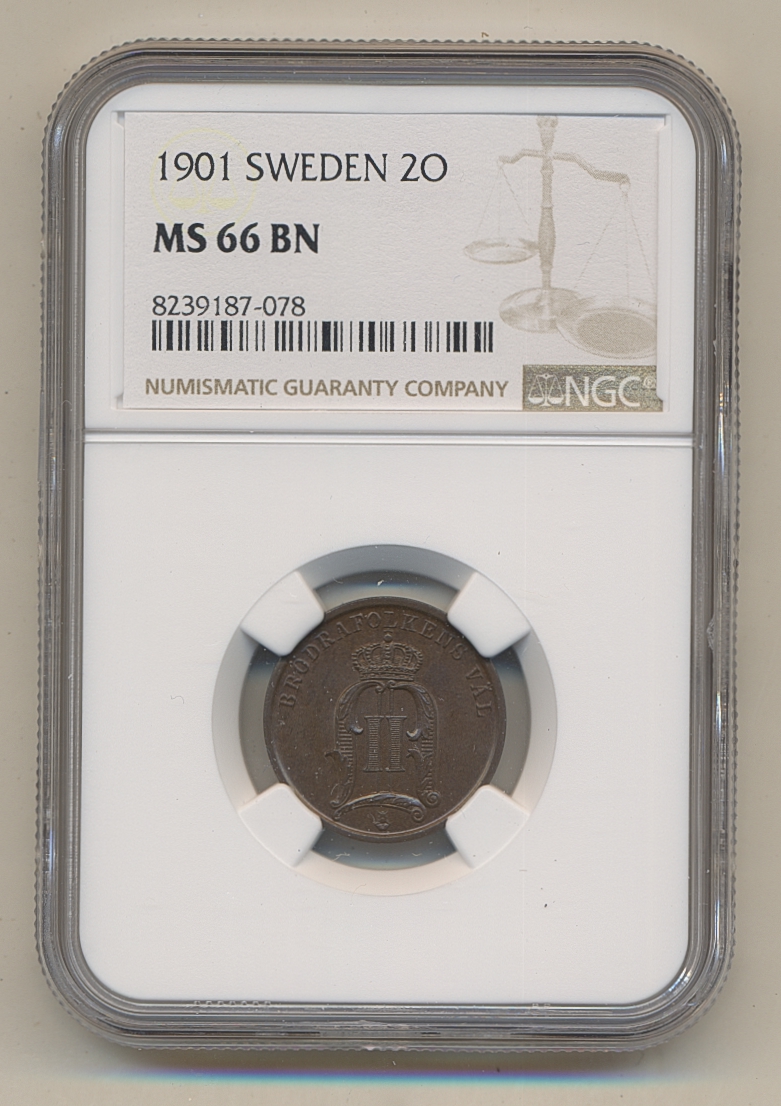 1901 SWEDEN 2O
MS 66 BN
8239187-078
NUMISMATIC GUARANTY COMPANY
NGC
BRÖDRAFOLKENS VÄL
II